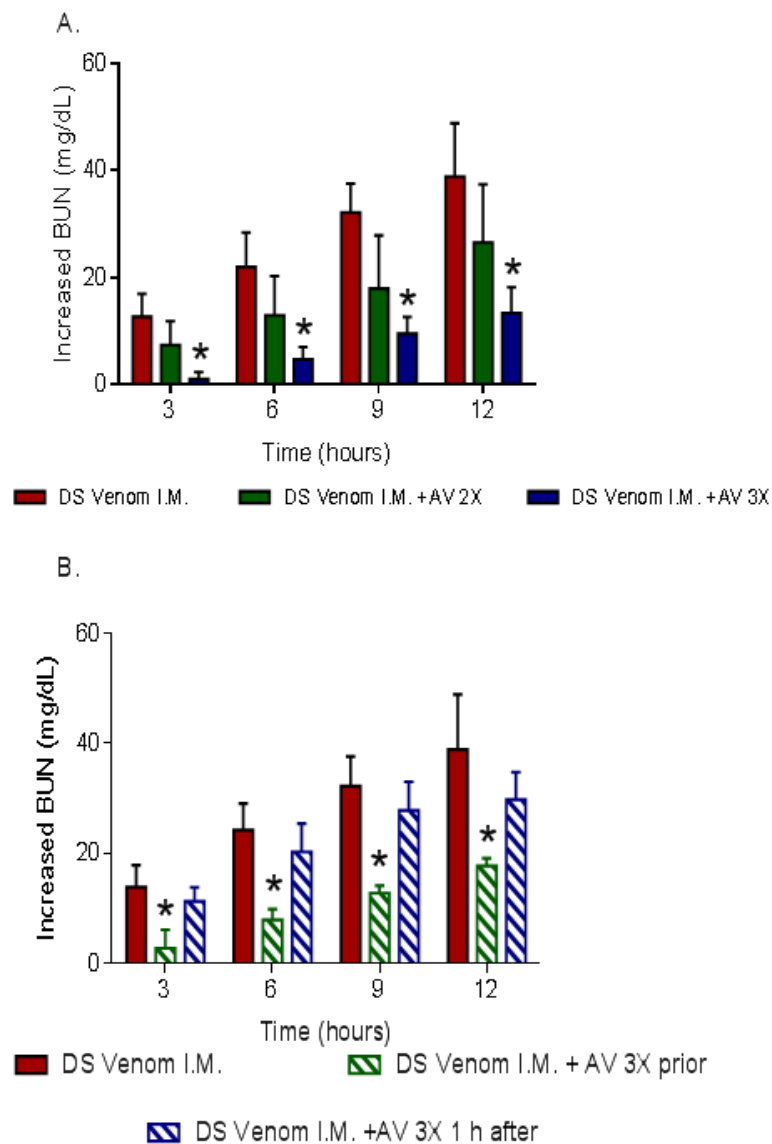 A.
Increased BUN (mg/dL)
60
40
20
0
* * * *
3 6 9 12
Time (hours)
DS Venom I.M. DS Venom I.M. +AV 2X DS Venom I.M. +AV 3X
B.
Increased BUN (mg/dL)
60
40
20
0
* * * *
3 6 9 12
Time (hours)
DS Venom I.M. DS Venom I.M. + AV 3X prior
DS Venom I.M. +AV 3X 1 h after